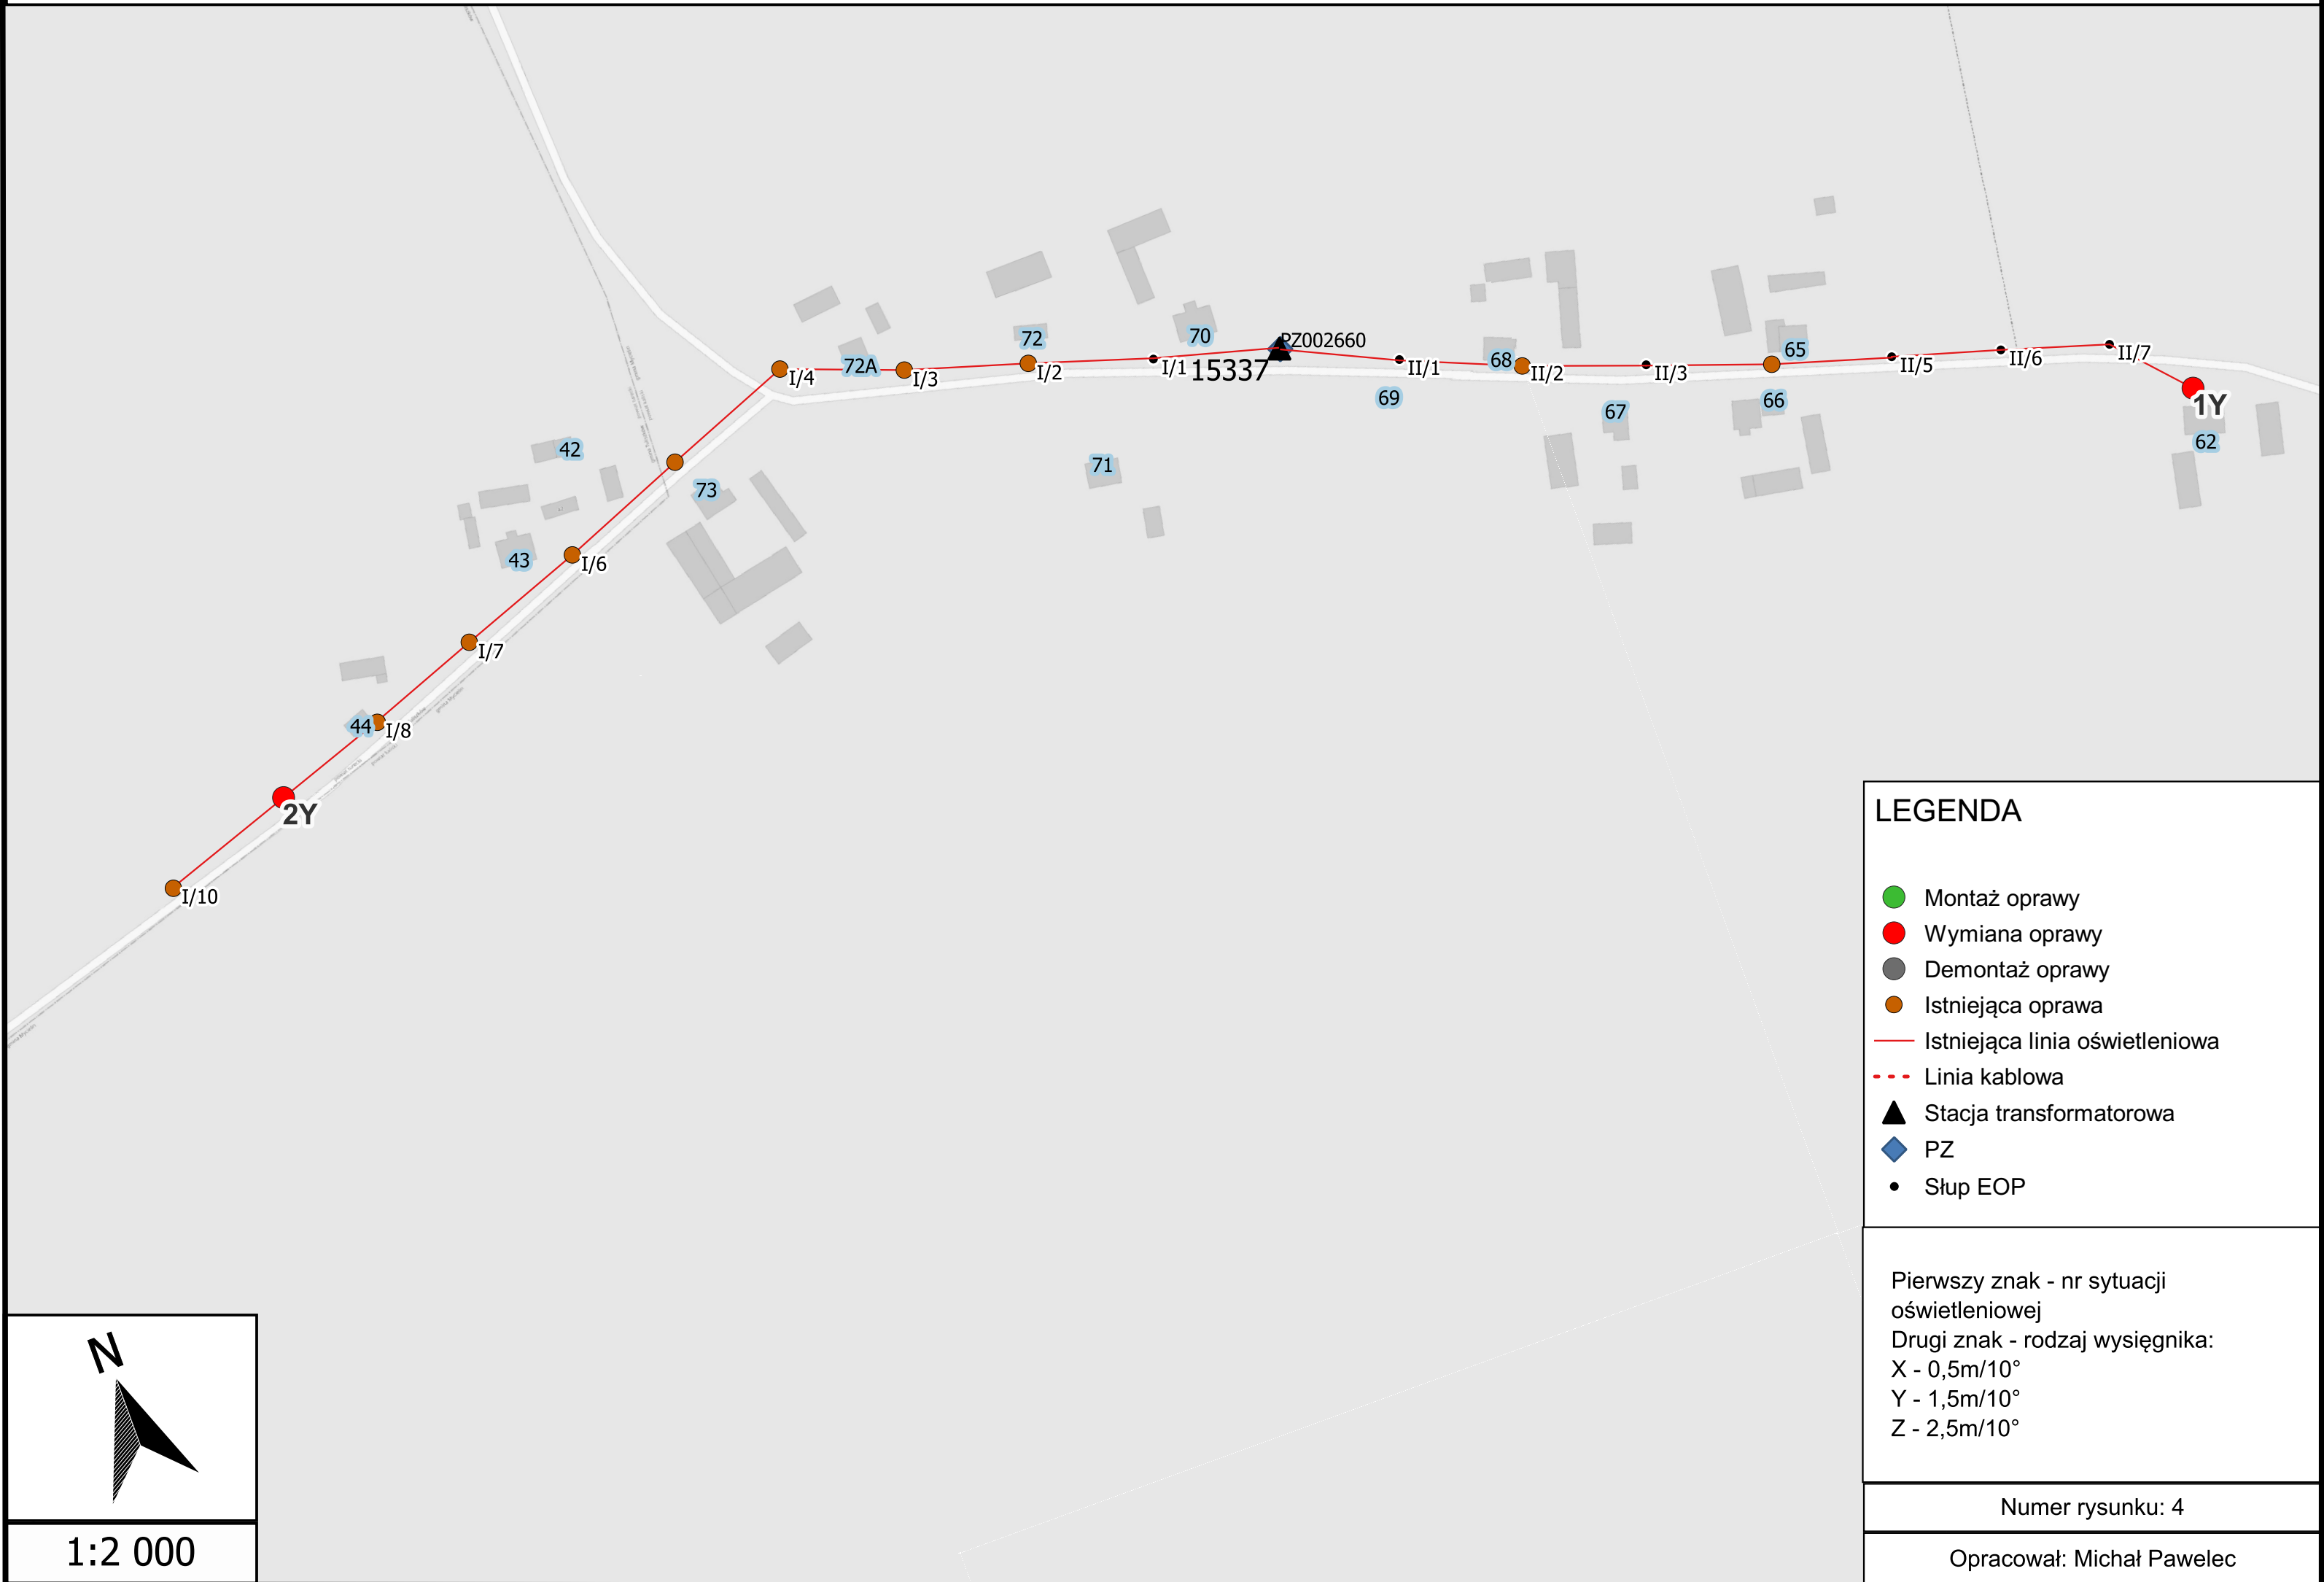 PZ002660
15337
I/1
I/2
I/3
I/4
I/6
I/7
I/8
I/10
II/1
II/2
II/3
II/5
II/6
II/7
1Y
2Y
72
72A
70
68
65
69
67
66
62
71
42
73
43
44
LEGENDA
Montaż oprawy
Wymiana oprawy
Demontaż oprawy
Istniejąca oprawa
Istniejąca linia oświetleniowa
Linia kablowa
Stacja transformatorowa
PZ
Słup EOP
Pierwszy znak - nr sytuacji
oświetleniowej
Drugi znak - rodzaj wysięgnika:
X - 0,5m/10°
Y - 1,5m/10°
Z - 2,5m/10°
Numer rysunku: 4
Opracował: Michał Pawelec
N
1:2 000